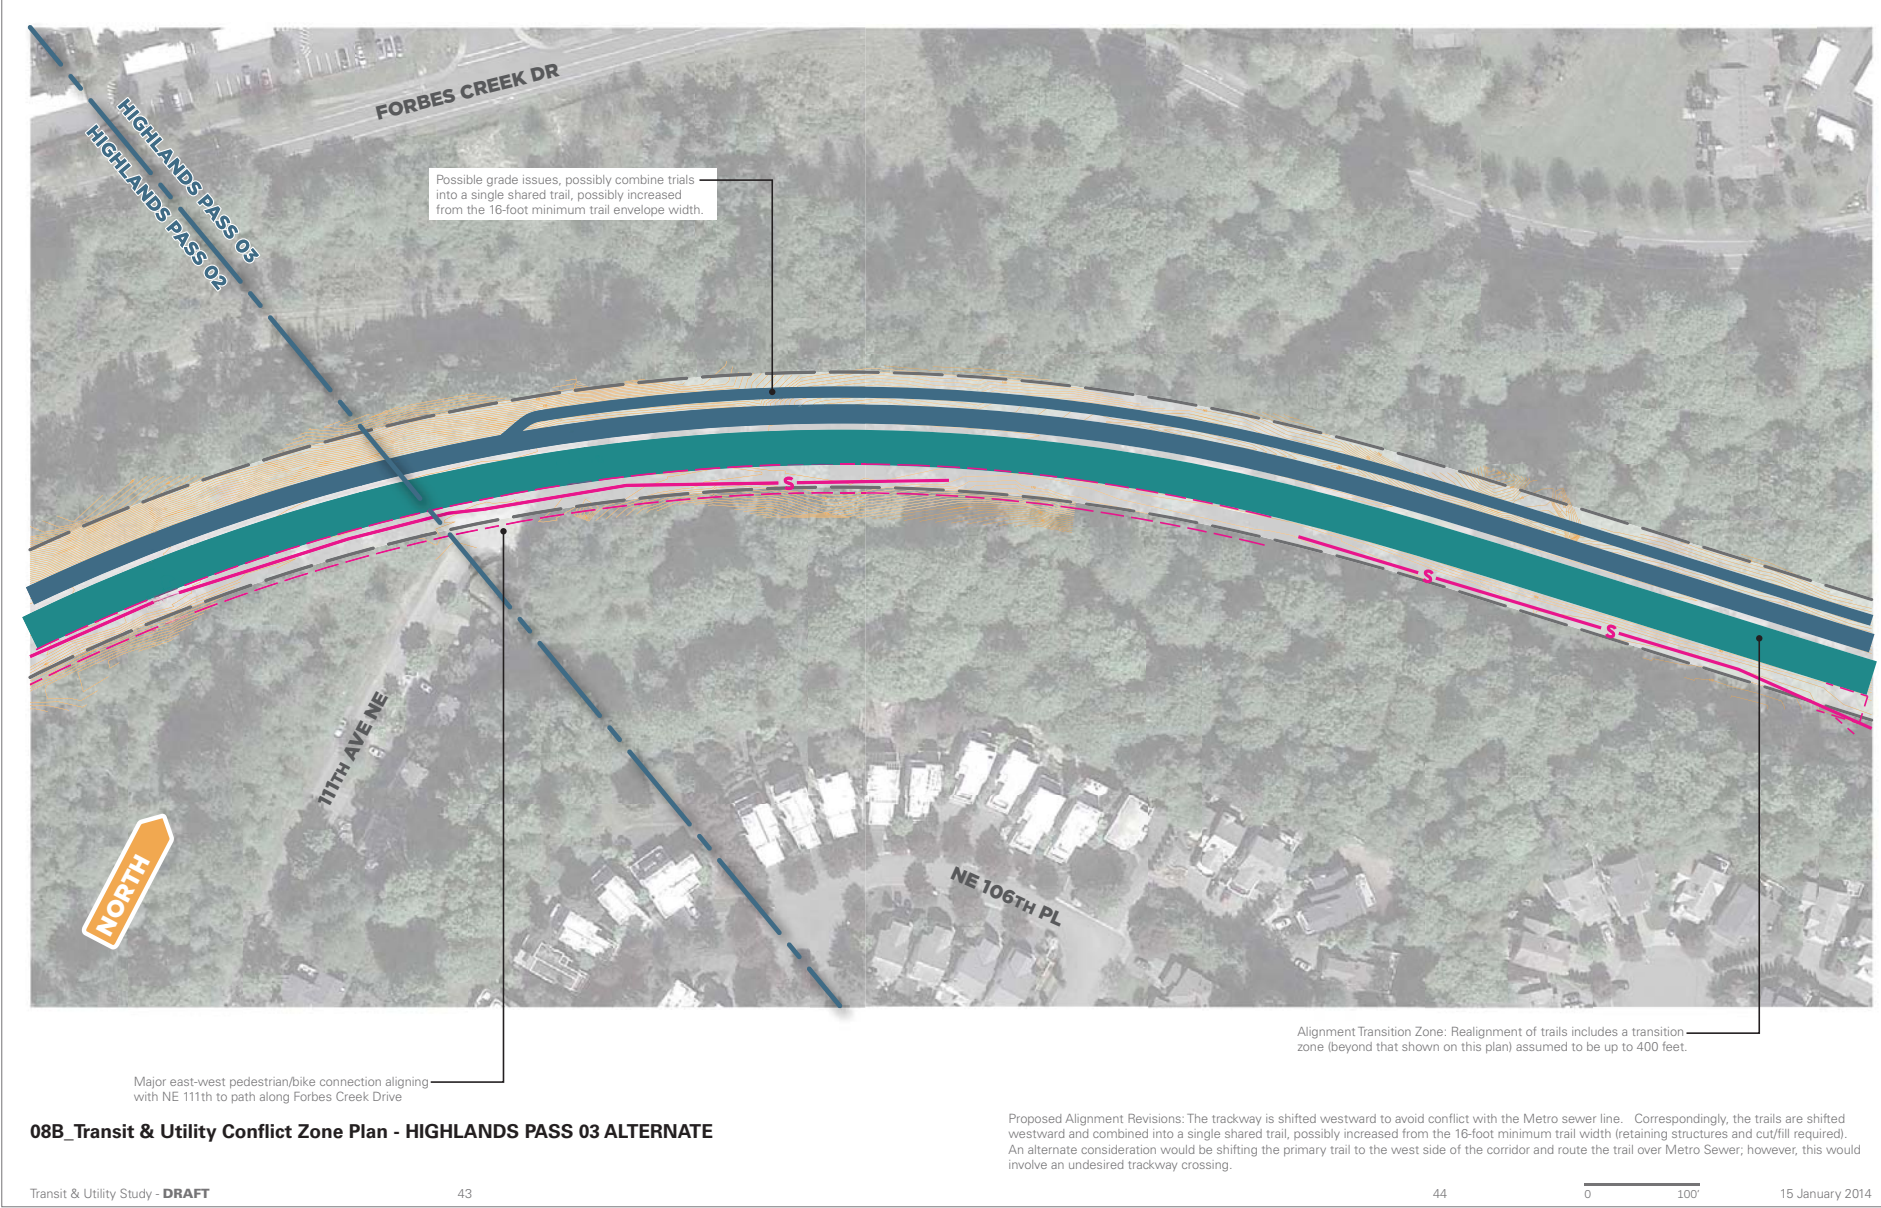 FORBES CREEK DR
HIGHLANDS PASS 03
HIGHLANDS PASS 02
Possible grade issues, possibly combine trials
into a single shared trail, possibly increased
from the 16-foot minimum trail envelope width.
S
S
S
111TH AVE NE
NORTH
NE 106TH PL
Alignment Transition Zone: Realignment of trails includes a transition
zone (beyond that shown on this plan) assumed to be up to 400 feet.
Major east-west pedestrian/bike connection aligning
with NE 111th to path along Forbes Creek Drive
08B_Transit & Utility Conflict Zone Plan - HIGHLANDS PASS 03 ALTERNATE
Proposed Alignment Revisions: The trackway is shifted westward to avoid conflict with the Metro sewer line. Correspondingly, the trails are shifted
westward and combined into a single shared trail, possibly increased from the 16-foot minimum trail width (retaining structures and cut/fill required).
An alternate consideration would be shifting the primary trail to the west side of the corridor and route the trail over Metro Sewer; however, this would
involve an undesired trackway crossing.
Transit & Utility Study - DRAFT
43
44
0 100'
15 January 2014